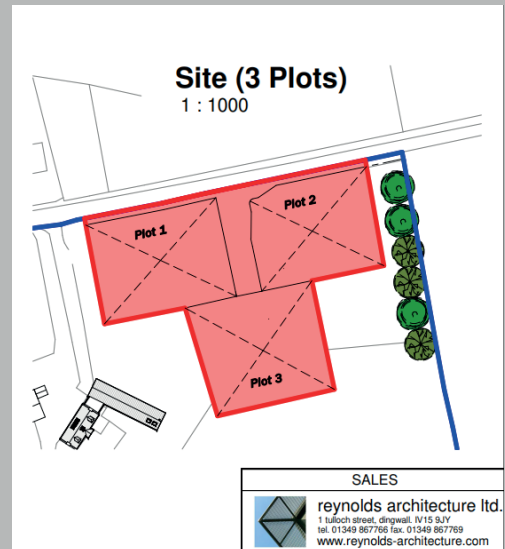 Site (3 Plots)
1 : 1000
Plot 1
Plot 2
Plot 3
SALES
reynolds architecture ltd.
1 tulloch street, dingwall. IV15 9JY
tel. 01349 867766 fax. 01349 867769
www.reynolds-architecture.com